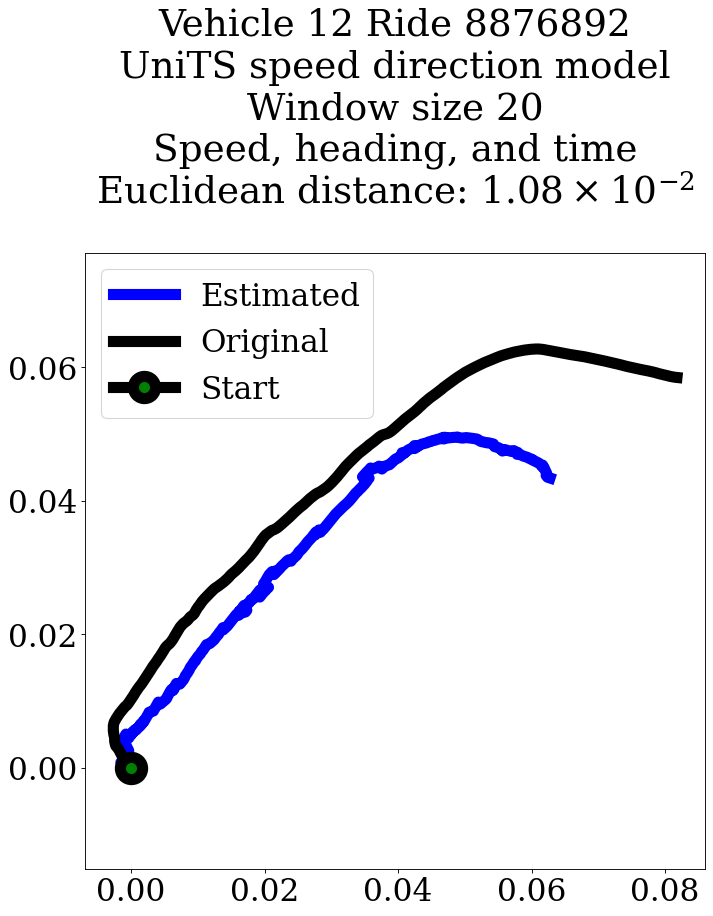 Vehicle 12 Ride 8876892
UniTS speed direction model
Window size 20
Speed, heading, and time
Euclidean distance: 1.08 × 10⁻²
Estimated
Original
Start
0.06
0.04
0.02
0.00
0.00 0.02 0.04 0.06 0.08